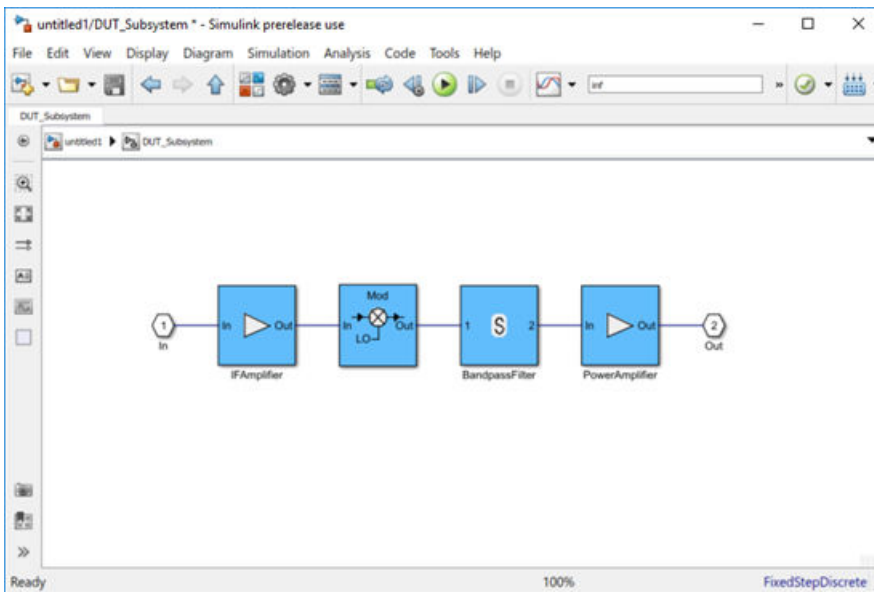 untitled1/DUT_Subsystem * - Simulink prerelease use
File Edit View Display Diagram Simulation Analysis Code Tools Help
inf
DUT_Subsystem
untitled1 DUT_Subsystem
Mod
1 In Out In Out 1 S 2 In Out 2
LO
In Out
IFAmplifier BandpassFilter PowerAmplifier
Ready 100% FixedStepDiscrete